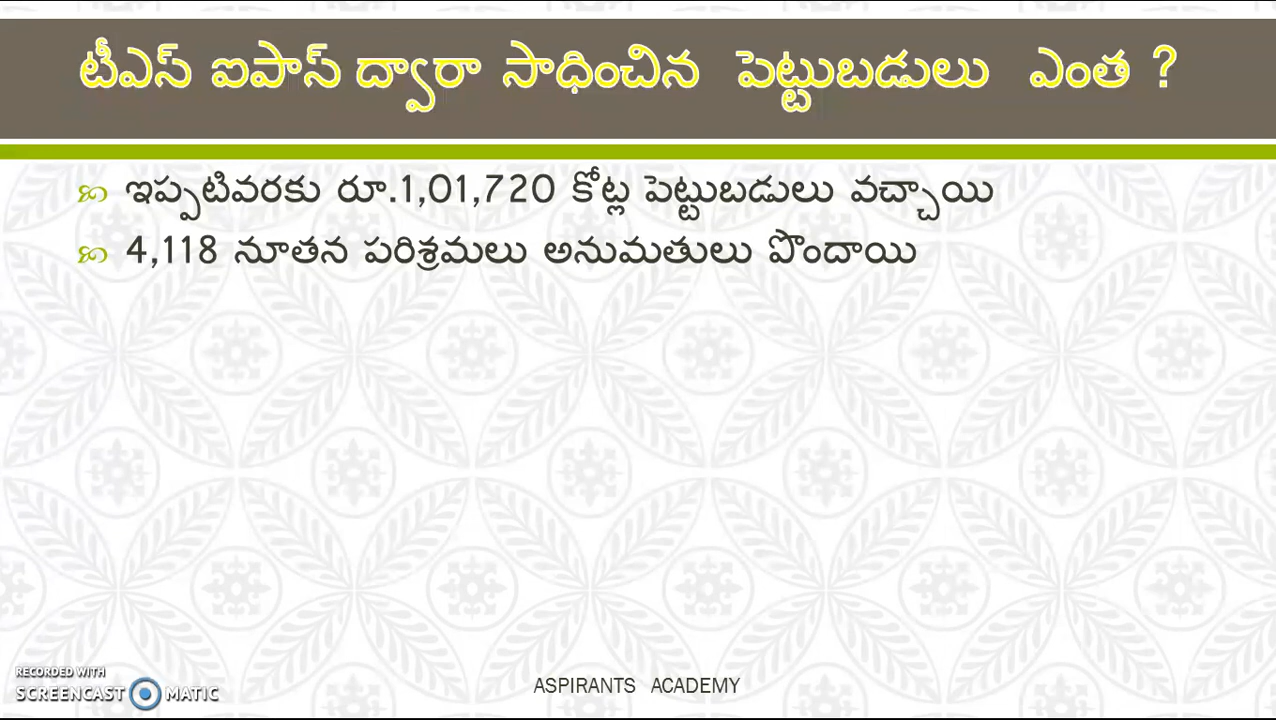 టీఎస్ ఐపాస్ ద్వారా సాధించిన పెట్టుబడులు ఎంత ?
ఇప్పటివరకు రూ.1,01,720 కోట్ల పెట్టుబడులు వచ్చాయి
4,118 నూతన పరిశ్రమలు అనుమతులు పొందాయి
RECORDED WITH
SCREENCAST MATIC
ASPIRANTS ACADEMY